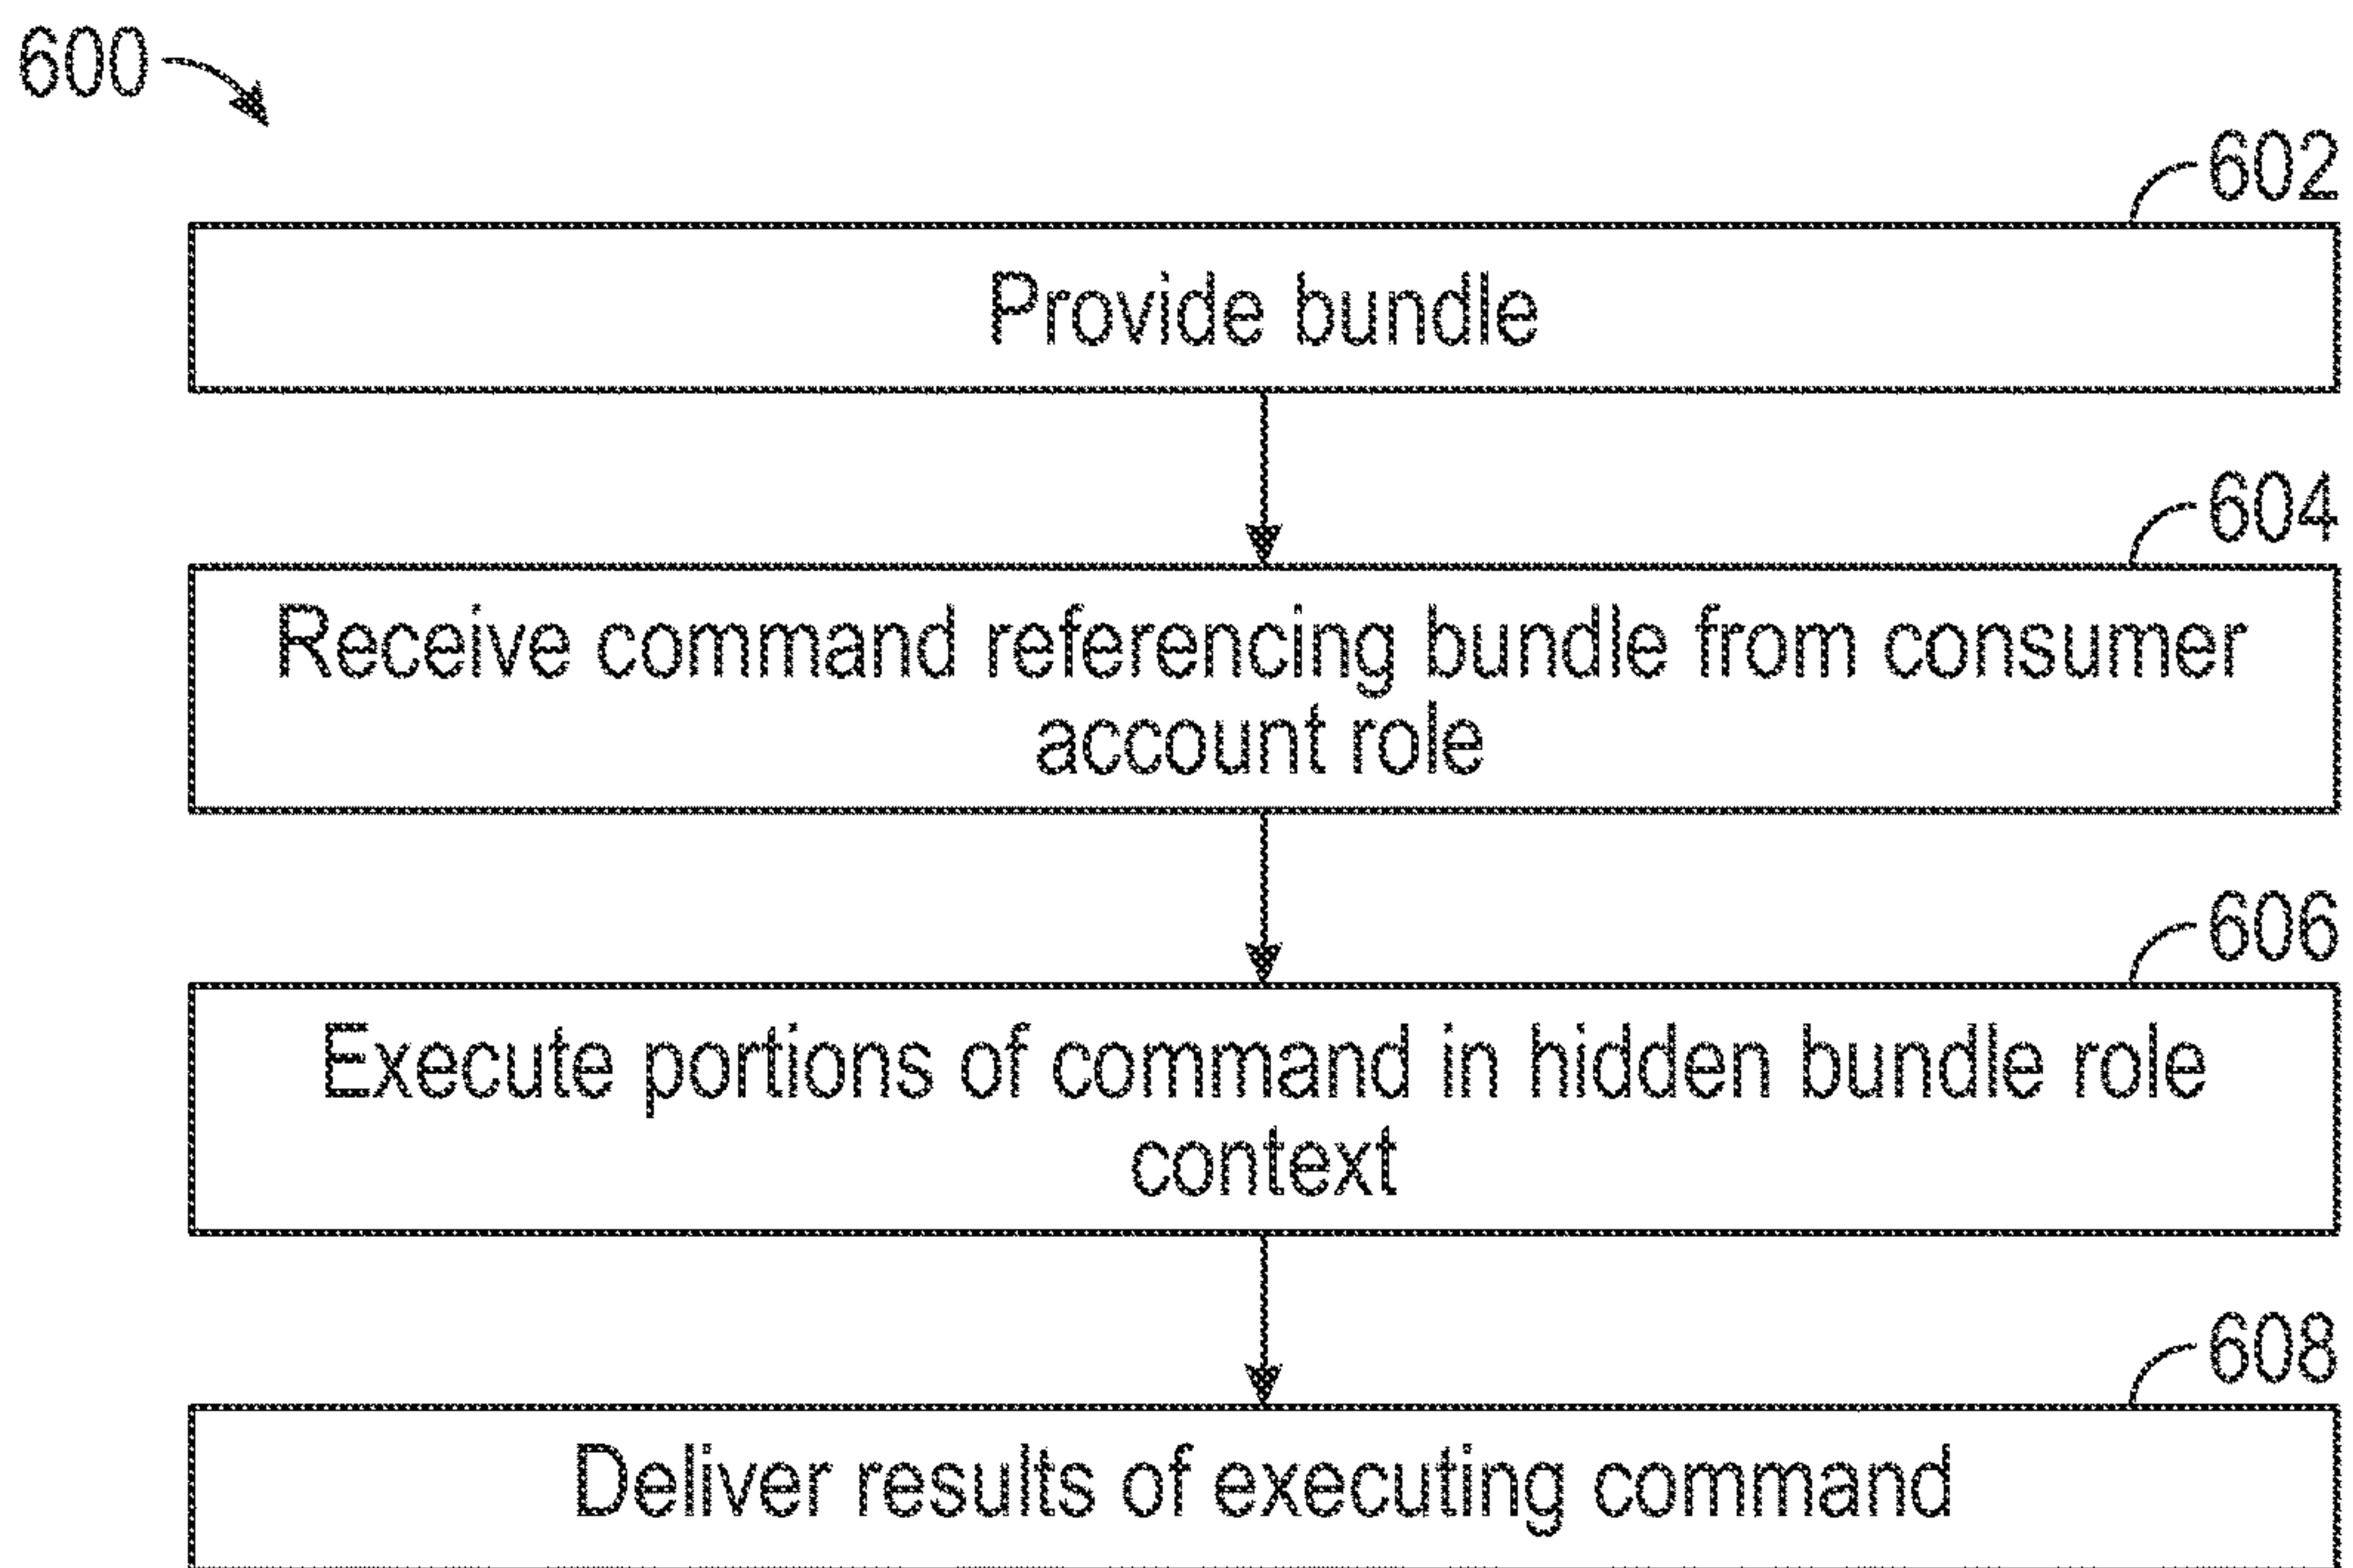 600
602
Provide bundle
604
Receive command referencing bundle from consumer
account role
606
Execute portions of command in hidden bundle role
context
608
Deliver results of executing command